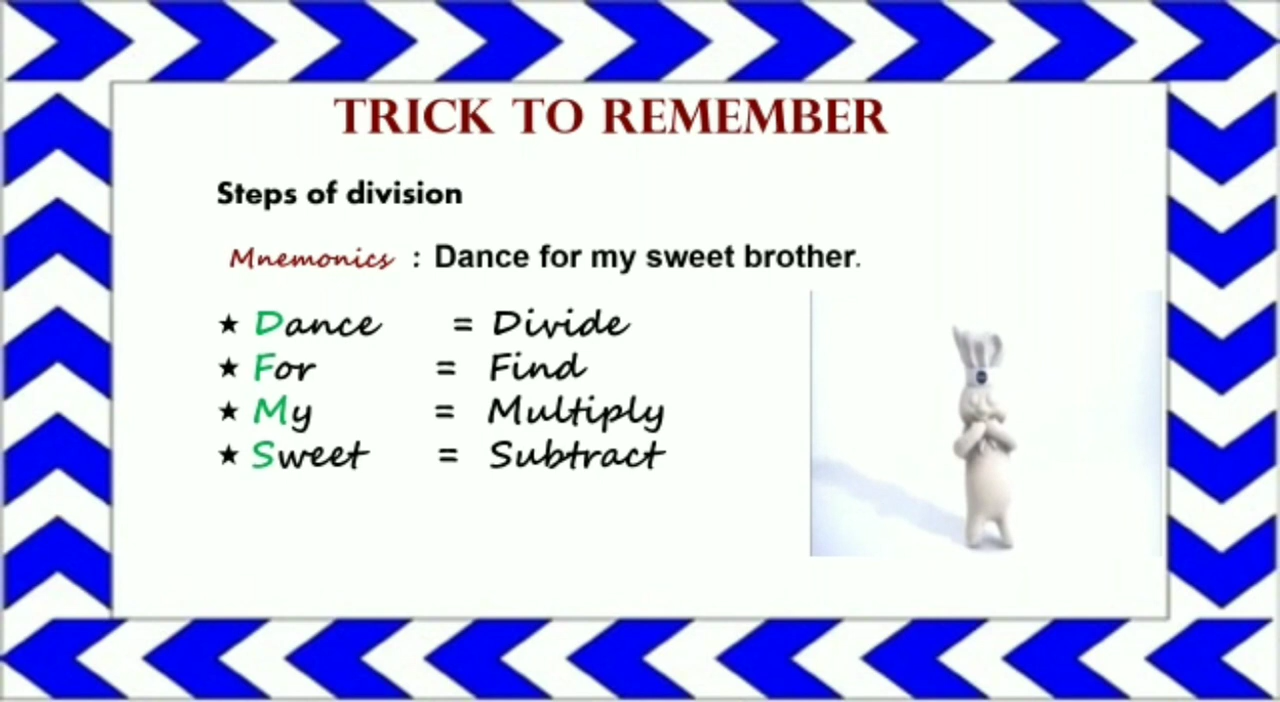 TRICK TO REMEMBER
Steps of division
Mnemonics : Dance for my sweet brother.
★ Dance = Divide
★ For = Find
★ My = Multiply
★ Sweet = Subtract